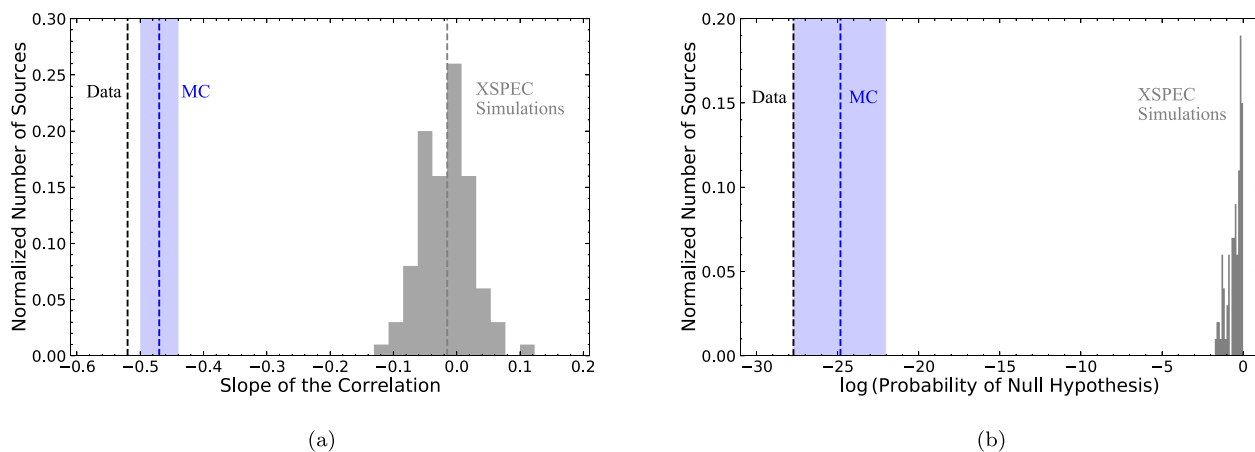 Normalized Number of Sources
0.30
0.25
0.20
0.15
0.10
0.05
0.00
Data
MC
XSPEC
Simulations
−0.6 −0.5 −0.4 −0.3 −0.2 −0.1 0.0 0.1 0.2
Slope of the Correlation
(a)
Normalized Number of Sources
0.20
0.15
0.10
0.05
0.00
Data
MC
XSPEC
Simulations
−30 −25 −20 −15 −10 −5 0
log (Probability of Null Hypothesis)
(b)